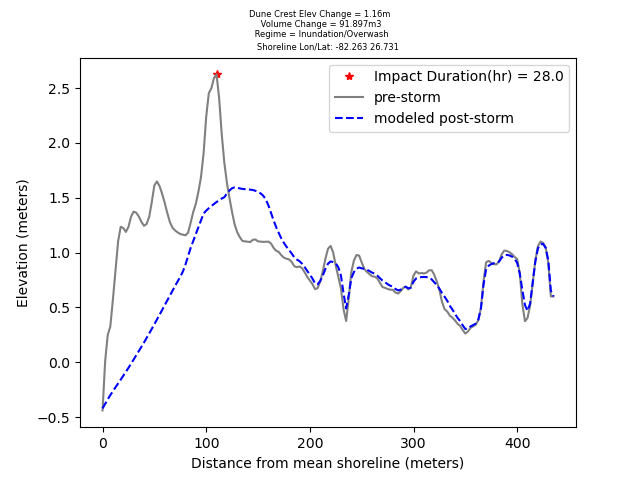 Dune Crest Elev Change = 1.16m
Volume Change = 91.897m3
Regime = Inundation/Overwash
Shoreline Lon/Lat: -82.263 26.731
Impact Duration(hr) = 28.0
pre-storm
modeled post-storm
2.5
2.0
1.5
1.0
0.5
0.0
−0.5
Elevation (meters)
0 100 200 300 400
Distance from mean shoreline (meters)